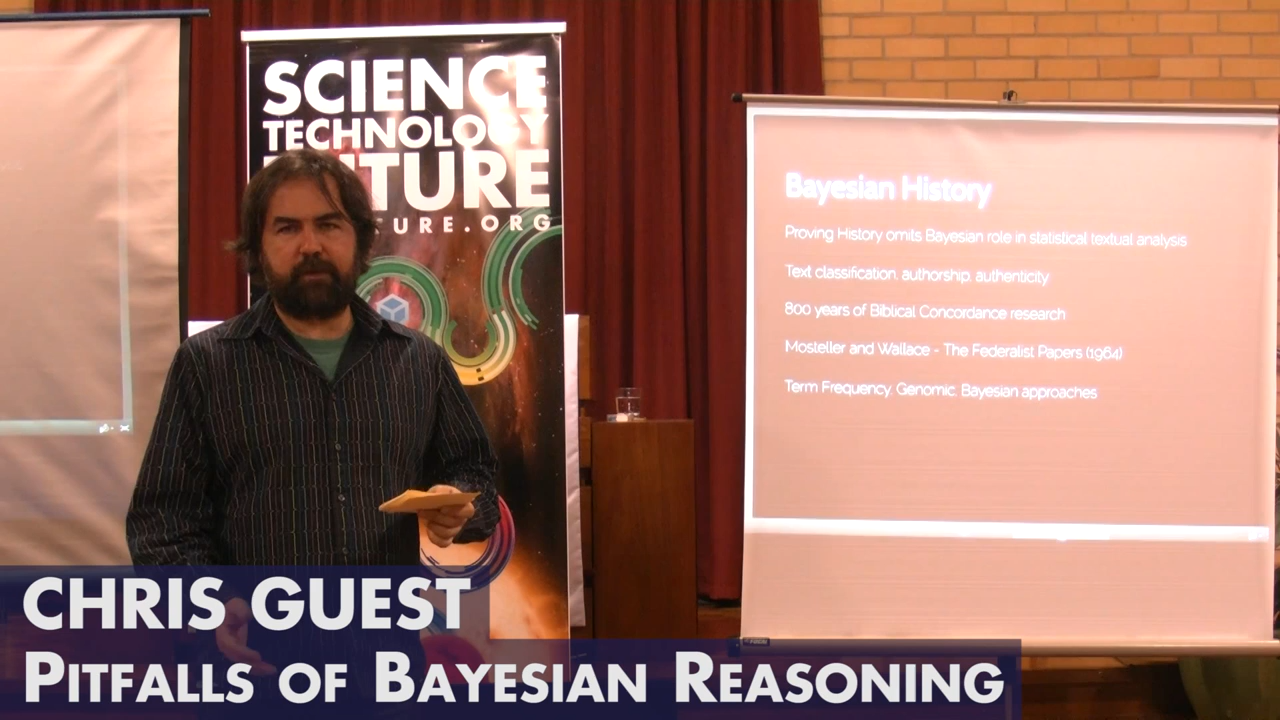 SCIENCE
TECHNOLOGY
TURE
TURE.ORG
Bayesian History
Proving History omits Bayesian role in statistical textual analysis
Text classification, authorship, authenticity
800 years of Biblical Concordance research
Mosteller and Wallace - The Federalist Papers (1964)
Term Frequency, Genomic, Bayesian approaches
CHRIS GUEST
PITFALLS OF BAYESIAN REASONING